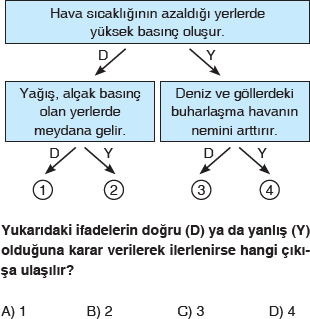 Hava sıcaklığının azaldığı yerlerde
yüksek basınç oluşur.
D Y
Yağış, alçak basınç
olan yerlerde
meydana gelir.
Deniz ve göllerdeki
buharlaşma havanın
nemini arttırır.
D Y D Y
1 2 3 4
Yukarıdaki ifadelerin doğru (D) ya da yanlış (Y)
olduğuna karar verilerek ilerlenirse hangi çıkı-
şa ulaşılır?
A) 1 B) 2 C) 3 D) 4